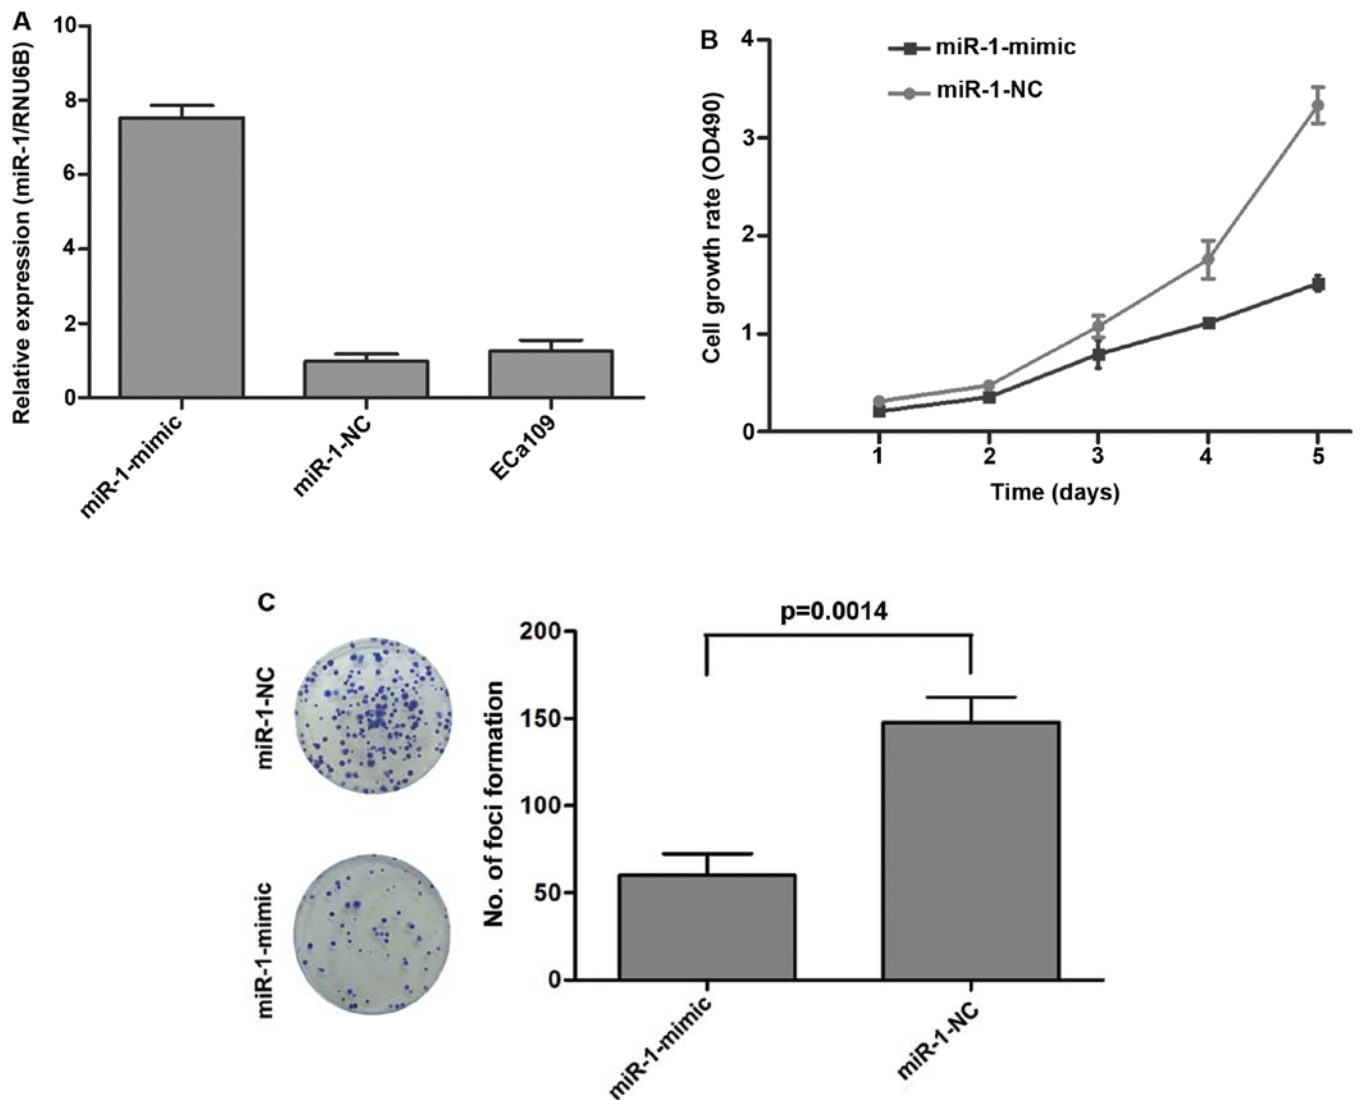 A
Relative expression (miR-1/RNU6B)
10
8
6
4
2
0
miR-1-mimic
miR-1-NC
ECa109
B
Cell growth rate (OD490)
4
3
2
1
0
miR-1-mimic
miR-1-NC
1 2 3 4 5
Time (days)
C
miR-1-NC
miR-1-mimic
No. of foci formation
200
150
100
50
0
p=0.0014
miR-1-mimic
miR-1-NC